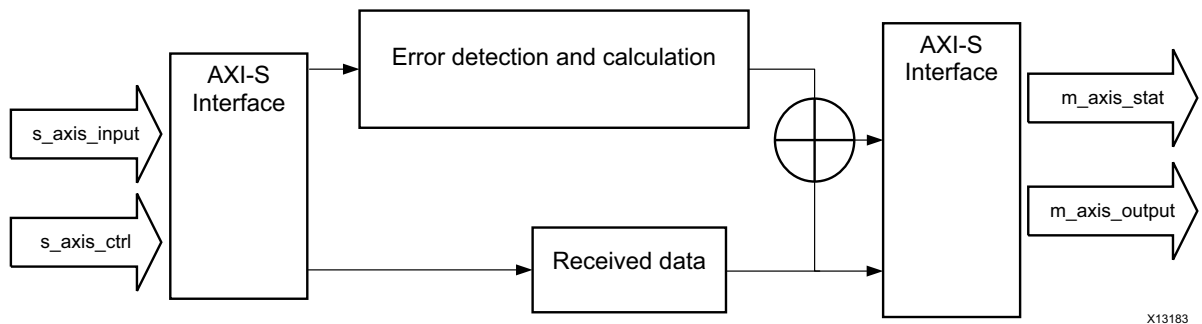 s_axis_input
s_axis_ctrl
AXI-S
Interface
Error detection and calculation
Received data
AXI-S
Interface
m_axis_stat
m_axis_output
X13183